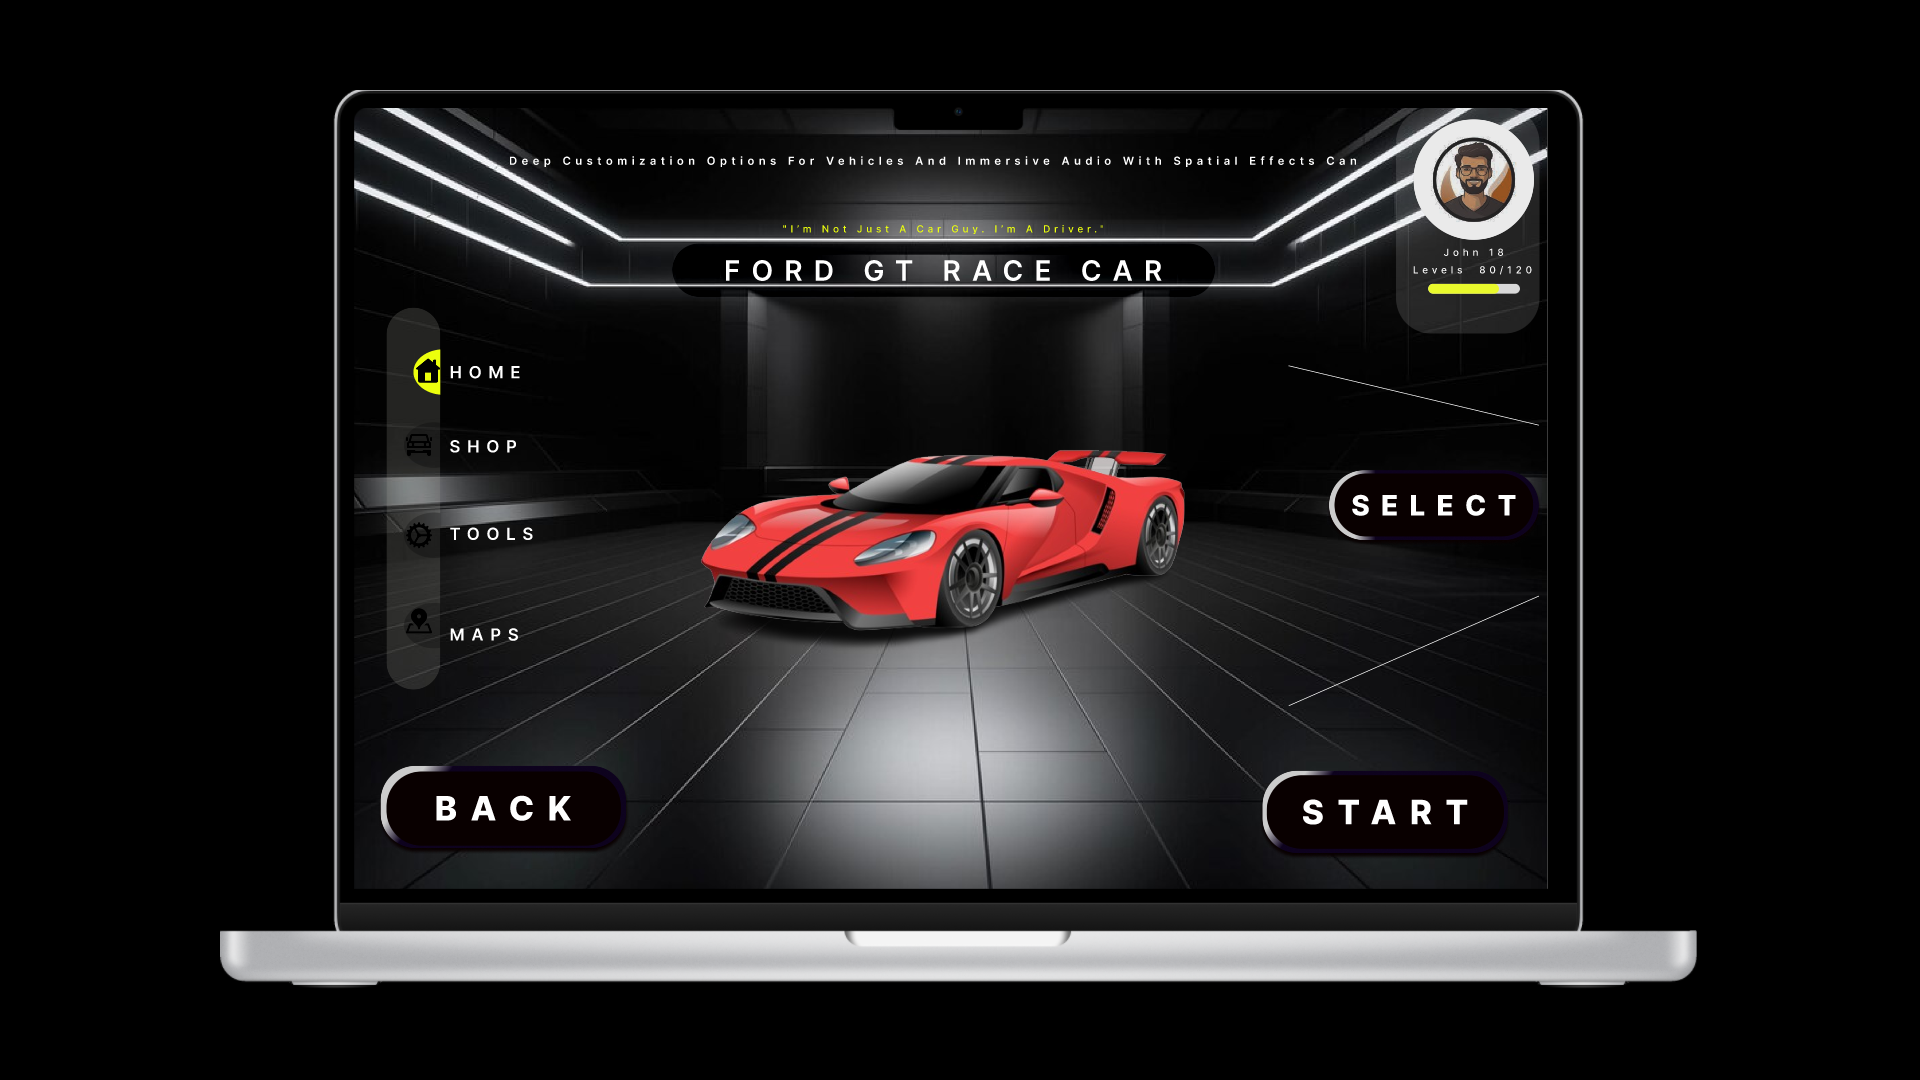 Deep Customization Options For Vehicles And Immersive Audio With Spatial Effects Can
"I'm Not Just A Car Guy. I'm A Driver."
FORD GT RACE CAR
John 18
Levels 80/120
HOME
SHOP
TOOLS
MAPS
SELECT
BACK
START